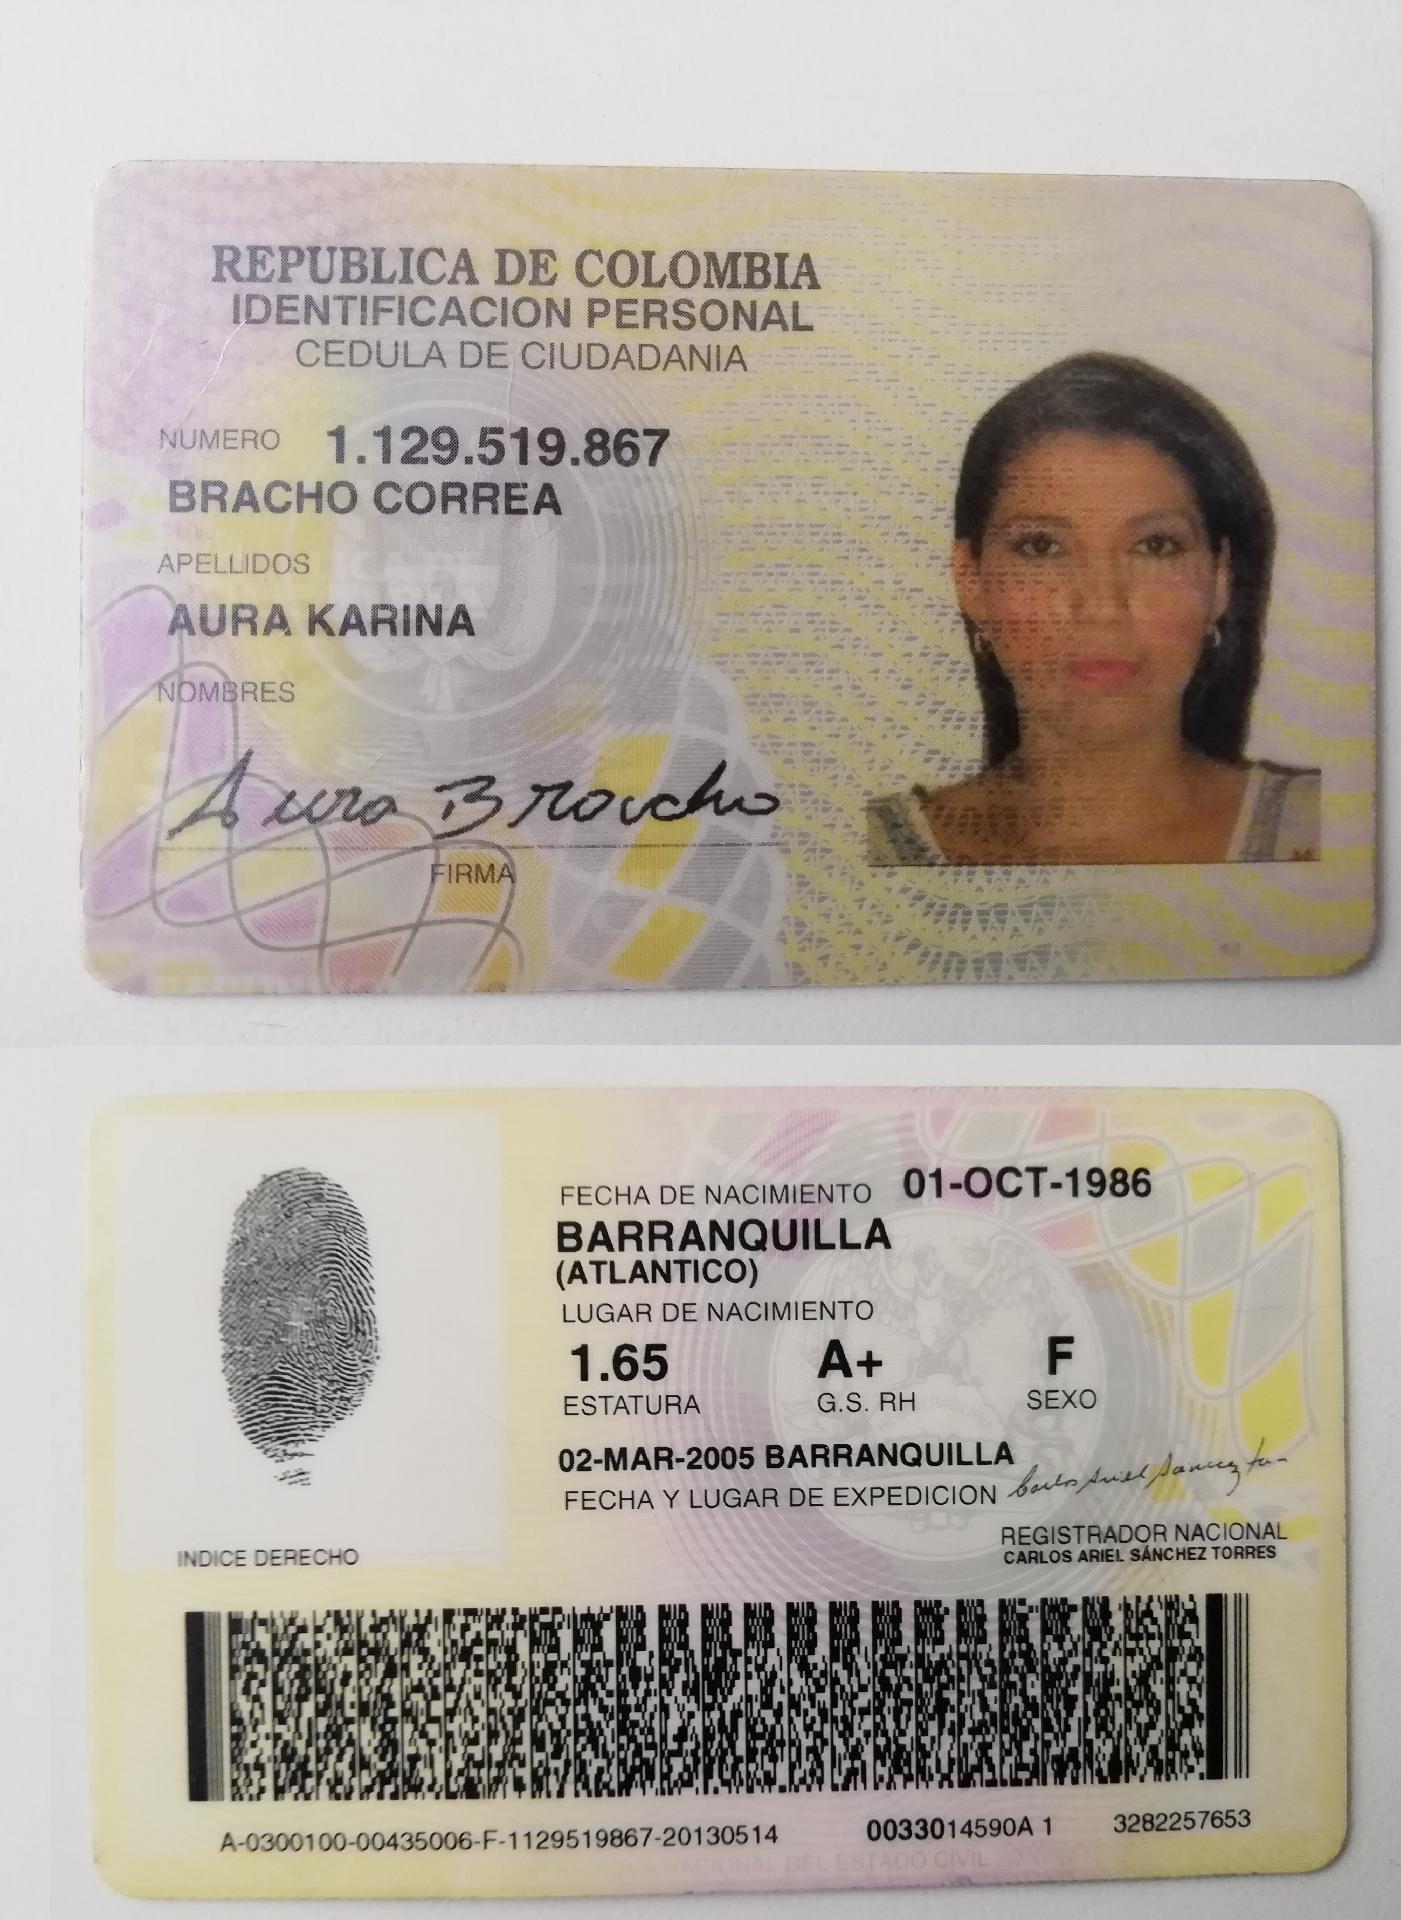 REPUBLICA DE COLOMBIA
IDENTIFICACION PERSONAL
CEDULA DE CIUDADANIA
NUMERO 1.129.519.867
BRACHO CORREA
APELLIDOS
AURA KARINA
NOMBRES
Aura Bracho
FIRMA
FECHA DE NACIMIENTO 01-OCT-1986
BARRANQUILLA
(ATLANTICO)
LUGAR DE NACIMIENTO
1.65 A+ F
ESTATURA G.S. RH SEXO
02-MAR-2005 BARRANQUILLA
FECHA Y LUGAR DE EXPEDICION
Carlos Ariel Sánchez
REGISTRADOR NACIONAL
CARLOS ARIEL SÁNCHEZ TORRES
INDICE DERECHO
A-0300100-00435006-F-1129519867-20130514 0033014590A 1 3282257653
NACIONAL DEL ESTADO CIVIL